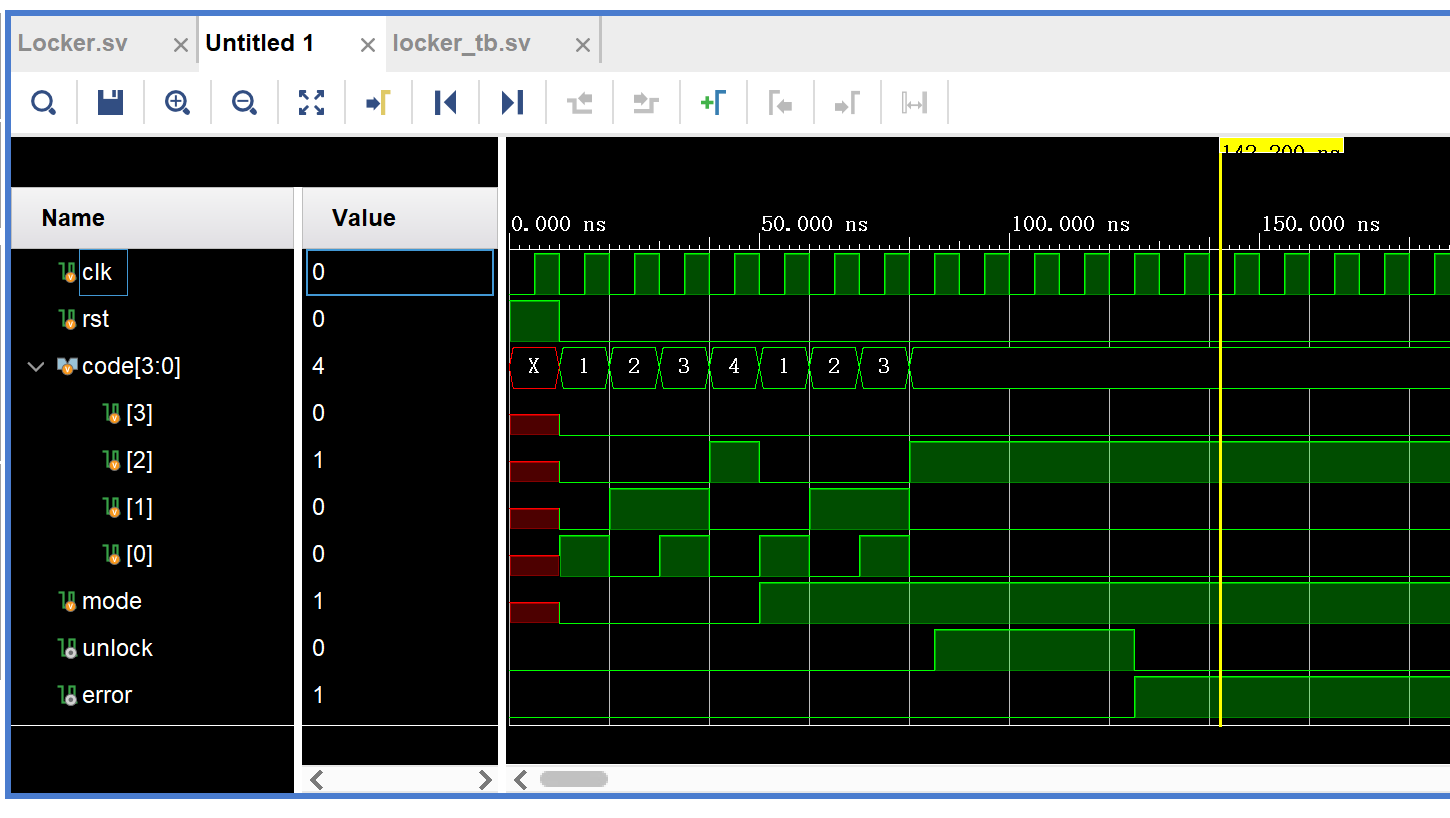 Locker.sv Untitled 1 locker_tb.sv
142.200 ns
Name Value
0.000 ns 50.000 ns 100.000 ns 150.000 ns
clk 0
rst 0
code[3:0] 4 X 1 2 3 4 1 2 3
[3] 0
[2] 1
[1] 0
[0] 0
mode 1
unlock 0
error 1